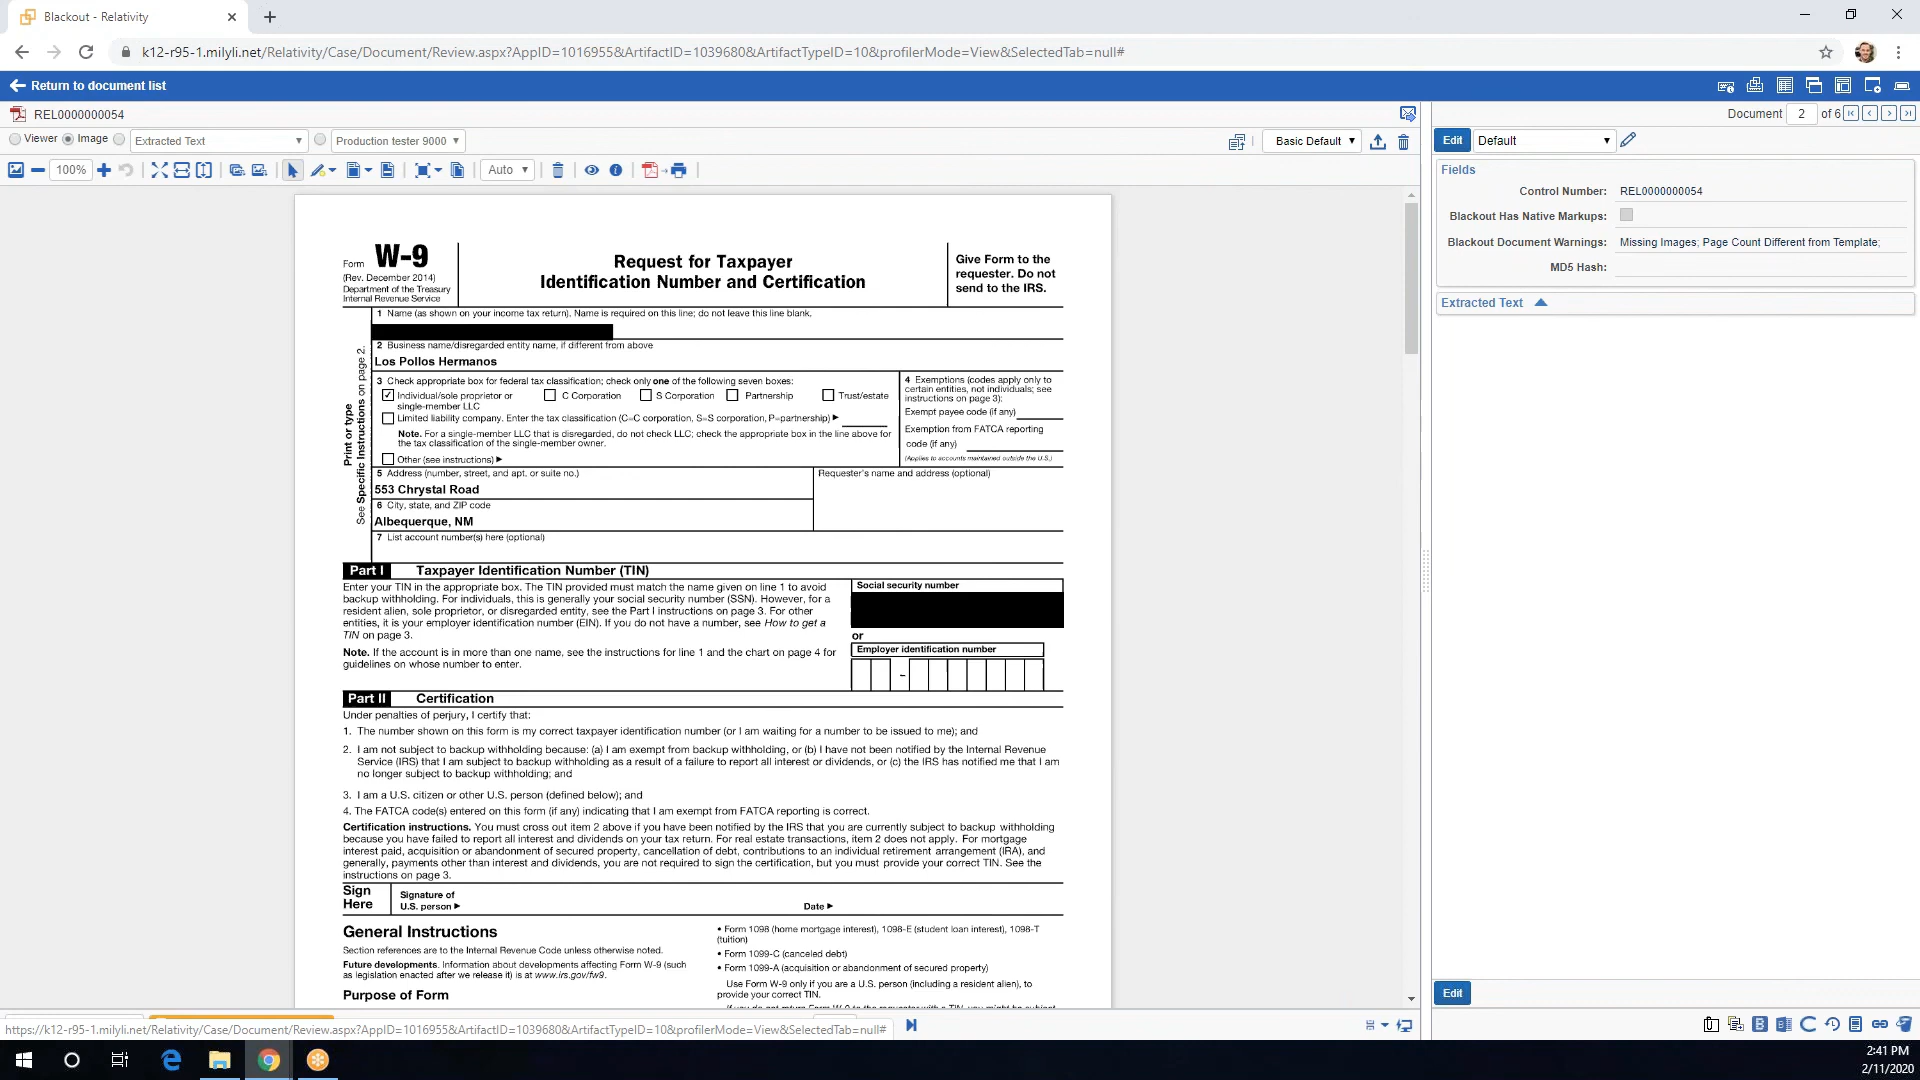 Blackout - Relativity
k12-r95-1.milyli.net/Relativity/Case/Document/Review.aspx?AppID=1016955&ArtifactID=1039680&ArtifactTypeID=10&profilerMode=View&SelectedTab=null#
Return to document list
REL0000000054
Document 2 of 6
Viewer Image Extracted Text Production tester 9000
Basic Default
Edit Default
100%
Auto
Fields
Control Number: REL0000000054
Blackout Has Native Markups:
Blackout Document Warnings: Missing Images; Page Count Different from Template;
MD5 Hash:
Extracted Text
Form W-9
(Rev. December 2014)
Department of the Treasury
Internal Revenue Service
Request for Taxpayer
Identification Number and Certification
Give Form to the
requester. Do not
send to the IRS.
Print or type
See Specific Instructions on page 2.
1 Name (as shown on your income tax return). Name is required on this line; do not leave this line blank.
2 Business name/disregarded entity name, if different from above
Los Pollos Hermanos
3 Check appropriate box for federal tax classification; check only one of the following seven boxes:
Individual/sole proprietor or
single-member LLC
C Corporation
S Corporation
Partnership
Trust/estate
Limited liability company. Enter the tax classification (C=C corporation, S=S corporation, P=partnership) ►
Note. For a single-member LLC that is disregarded, do not check LLC; check the appropriate box in the line above for
the tax classification of the single-member owner.
Other (see instructions) ►
4 Exemptions (codes apply only to
certain entities, not individuals; see
instructions on page 3):
Exempt payee code (if any)
Exemption from FATCA reporting
code (if any)
(Applies to accounts maintained outside the U.S.)
5 Address (number, street, and apt. or suite no.)
553 Chrystal Road
Requester's name and address (optional)
6 City, state, and ZIP code
Albequerque, NM
7 List account number(s) here (optional)
Part I Taxpayer Identification Number (TIN)
Enter your TIN in the appropriate box. The TIN provided must match the name given on line 1 to avoid
backup withholding. For individuals, this is generally your social security number (SSN). However, for a
resident alien, sole proprietor, or disregarded entity, see the Part I instructions on page 3. For other
entities, it is your employer identification number (EIN). If you do not have a number, see How to get a
TIN on page 3.
Note. If the account is in more than one name, see the instructions for line 1 and the chart on page 4 for
guidelines on whose number to enter.
Social security number
or
Employer identification number
–
Part II Certification
Under penalties of perjury, I certify that:
1. The number shown on this form is my correct taxpayer identification number (or I am waiting for a number to be issued to me); and
2. I am not subject to backup withholding because: (a) I am exempt from backup withholding, or (b) I have not been notified by the Internal Revenue
Service (IRS) that I am subject to backup withholding as a result of a failure to report all interest or dividends, or (c) the IRS has notified me that I am
no longer subject to backup withholding; and
3. I am a U.S. citizen or other U.S. person (defined below); and
4. The FATCA code(s) entered on this form (if any) indicating that I am exempt from FATCA reporting is correct.
Certification instructions. You must cross out item 2 above if you have been notified by the IRS that you are currently subject to backup withholding
because you have failed to report all interest and dividends on your tax return. For real estate transactions, item 2 does not apply. For mortgage
interest paid, acquisition or abandonment of secured property, cancellation of debt, contributions to an individual retirement arrangement (IRA), and
generally, payments other than interest and dividends, you are not required to sign the certification, but you must provide your correct TIN. See the
instructions on page 3.
Sign
Here
Signature of
U.S. person ►
Date ►
General Instructions
Section references are to the Internal Revenue Code unless otherwise noted.
Future developments. Information about developments affecting Form W-9 (such
as legislation enacted after we release it) is at www.irs.gov/fw9.
Purpose of Form
• Form 1098 (home mortgage interest), 1098-E (student loan interest), 1098-T
(tuition)
• Form 1099-C (canceled debt)
• Form 1099-A (acquisition or abandonment of secured property)
Use Form W-9 only if you are a U.S. person (including a resident alien), to
provide your correct TIN.
Edit
https://k12-r95-1.milyli.net/Relativity/Case/Document/Review.aspx?AppID=1016955&ArtifactID=1039680&ArtifactTypeID=10&profilerMode=View&SelectedTab=null#
2:41 PM
2/11/2020